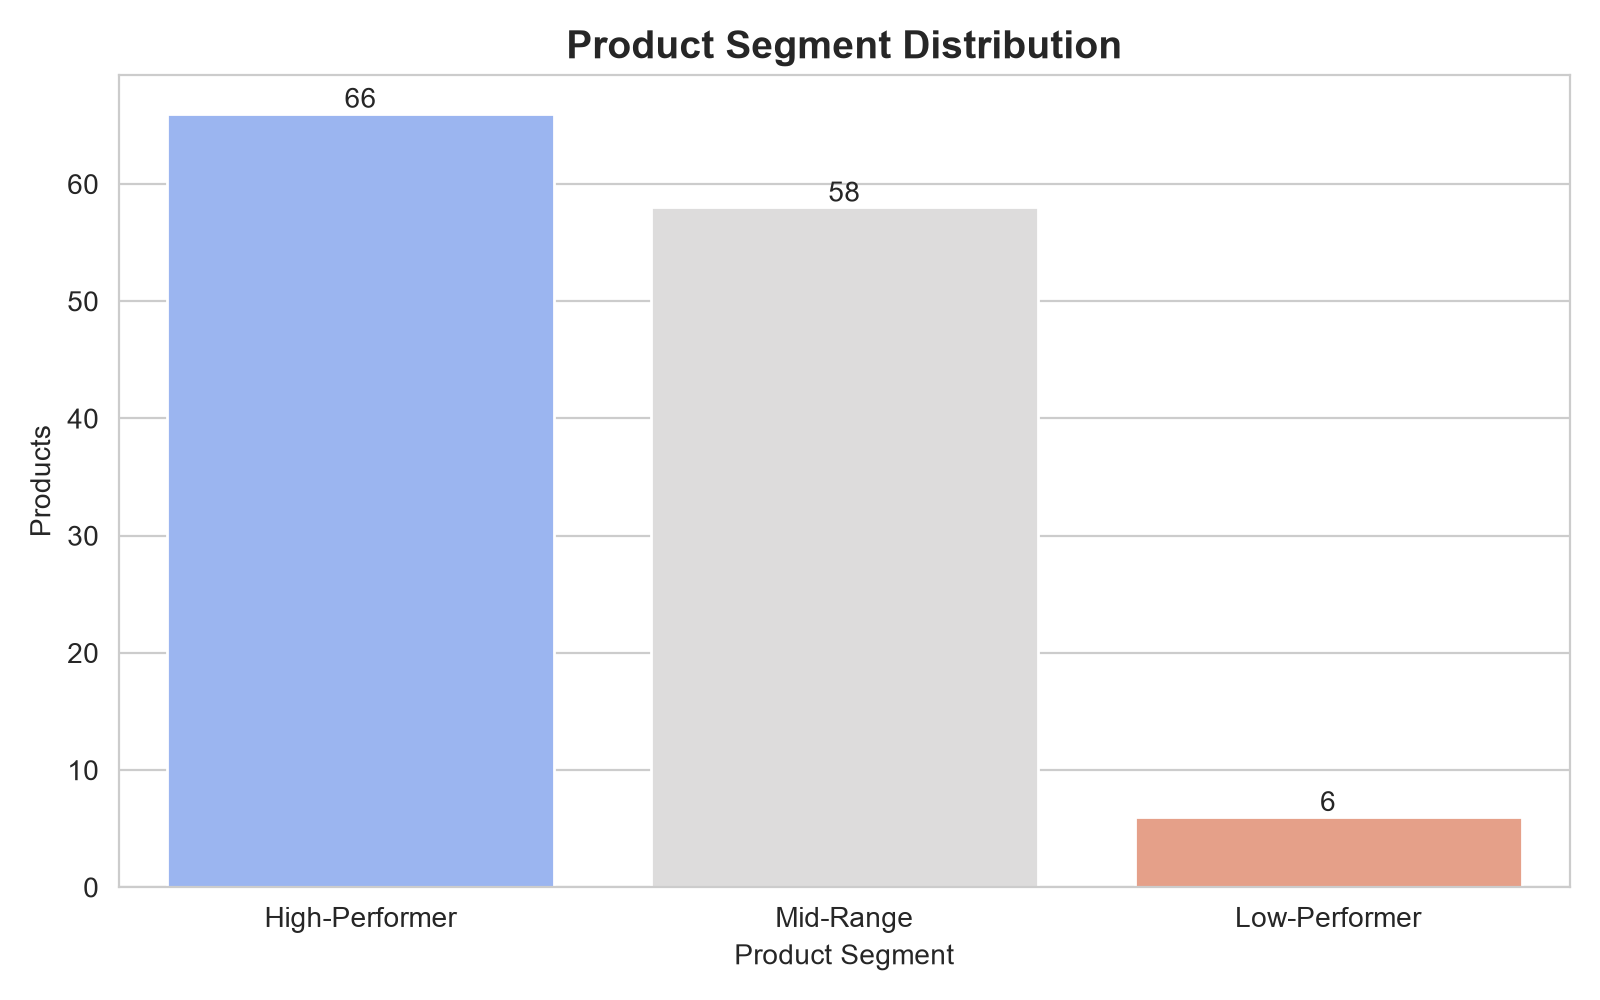 Product Segment Distribution
66
58
6
60
50
40
30
20
10
0
Products
High-Performer
Mid-Range
Low-Performer
Product Segment